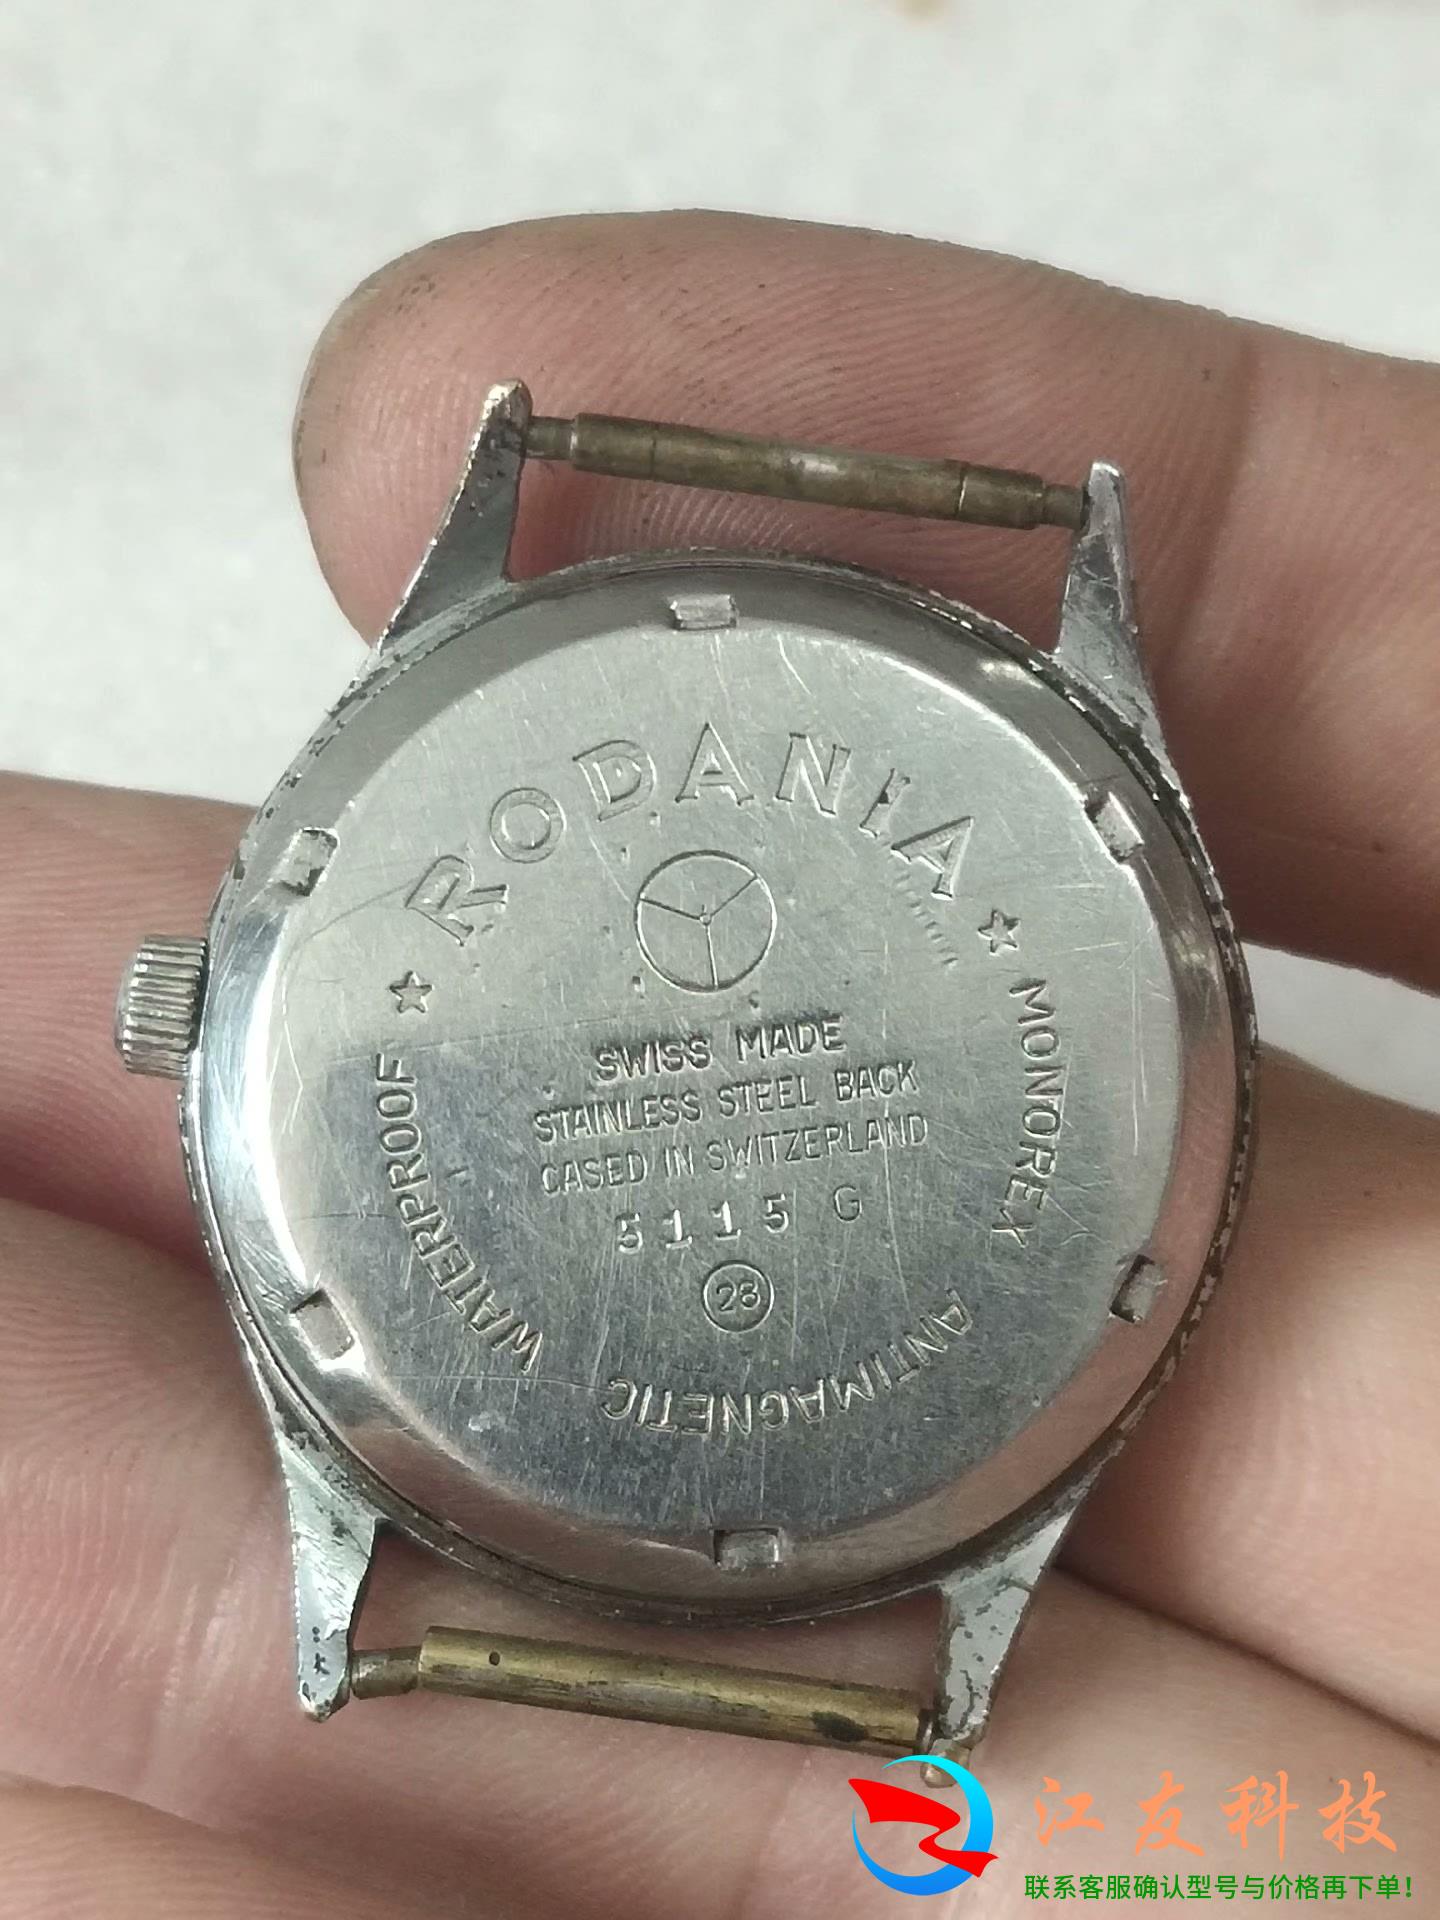 RODANIA
★ MONOREX
WATERPROOF ★
SWISS MADE
STAINLESS STEEL BACK
CASED IN SWITZERLAND
5115 G
28
ANTIMAGNETIC
江友科技
联系客服确认型号与价格再下单!